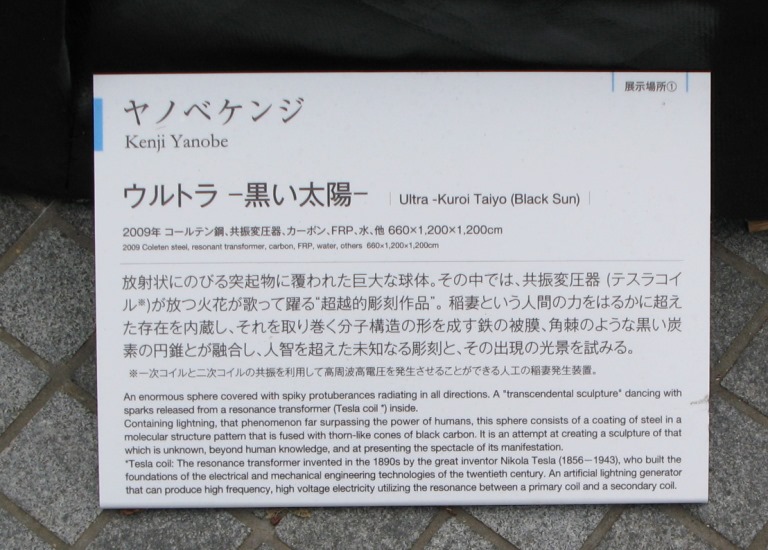 展示場所①
ヤノベケンジ
Kenji Yanobe
ウルトラ −黒い太陽− Ultra -Kuroi Taiyo (Black Sun)
2009年 コールテン鋼、共振変圧器、カーボン、FRP、水、他 660×1,200×1,200cm
2009 Coleten steel, resonant transformer, carbon, FRP, water, others 660×1,200×1,200cm
放射状にのびる突起物に覆われた巨大な球体。その中では、共振変圧器 (テスラコイ
ル※)が放つ火花が歌って躍る“超越的彫刻作品”。稲妻という人間の力をはるかに超え
た存在を内蔵し、それを取り巻く分子構造の形を成す鉄の被膜、角棘のような黒い炭
素の円錐とが融合し、人智を超えた未知なる彫刻と、その出現の光景を試みる。
※一次コイルと二次コイルの共振を利用して高周波高電圧を発生させることができる人工の稲妻発生装置。
An enormous sphere covered with spiky protuberances radiating in all directions. A "transcendental sculpture" dancing with
sparks released from a resonance transformer (Tesla coil *) inside.
Containing lightning, that phenomenon far surpassing the power of humans, this sphere consists of a coating of steel in a
molecular structure pattern that is fused with thorn-like cones of black carbon. It is an attempt at creating a sculpture of that
which is unknown, beyond human knowledge, and at presenting the spectacle of its manifestation.
*Tesla coil: The resonance transformer invented in the 1890s by the great inventor Nikola Tesla (1856－1943), who built the
foundations of the electrical and mechanical engineering technologies of the twentieth century. An artificial lightning generator
that can produce high frequency, high voltage electricity utilizing the resonance between a primary coil and a secondary coil.